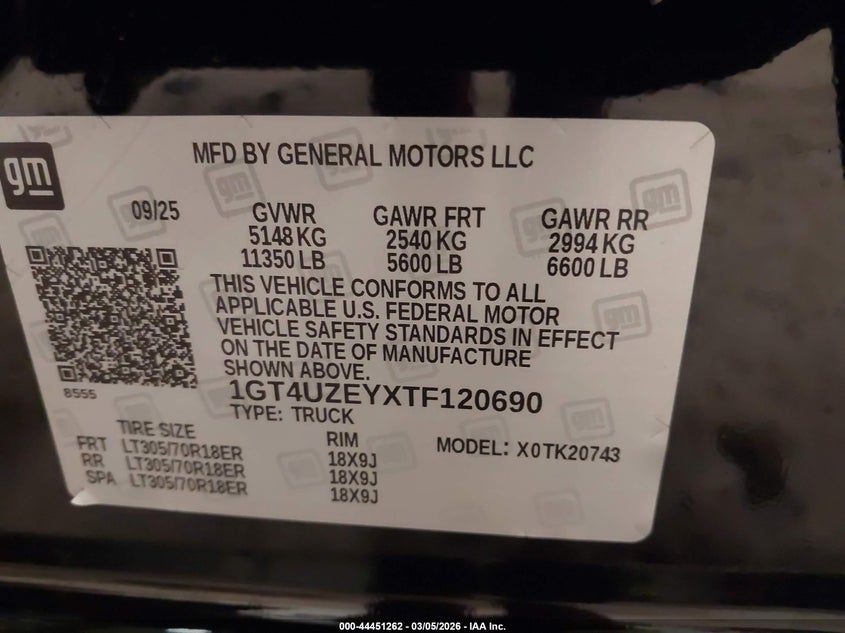 gm
MFD BY GENERAL MOTORS LLC
09/25
GVWR GAWR FRT GAWR RR
5148 KG 2540 KG 2994 KG
11350 LB 5600 LB 6600 LB
THIS VEHICLE CONFORMS TO ALL
APPLICABLE U.S. FEDERAL MOTOR
VEHICLE SAFETY STANDARDS IN EFFECT
ON THE DATE OF MANUFACTURE
SHOWN ABOVE.
8555
1GT4UZEYXTF120690
TYPE: TRUCK
TIRE SIZE RIM MODEL: X0TK20743
FRT LT305/70R18ER 18X9J
RR LT305/70R18ER 18X9J
SPA LT305/70R18ER 18X9J
000-44451262 - 03/05/2026 - IAA Inc.